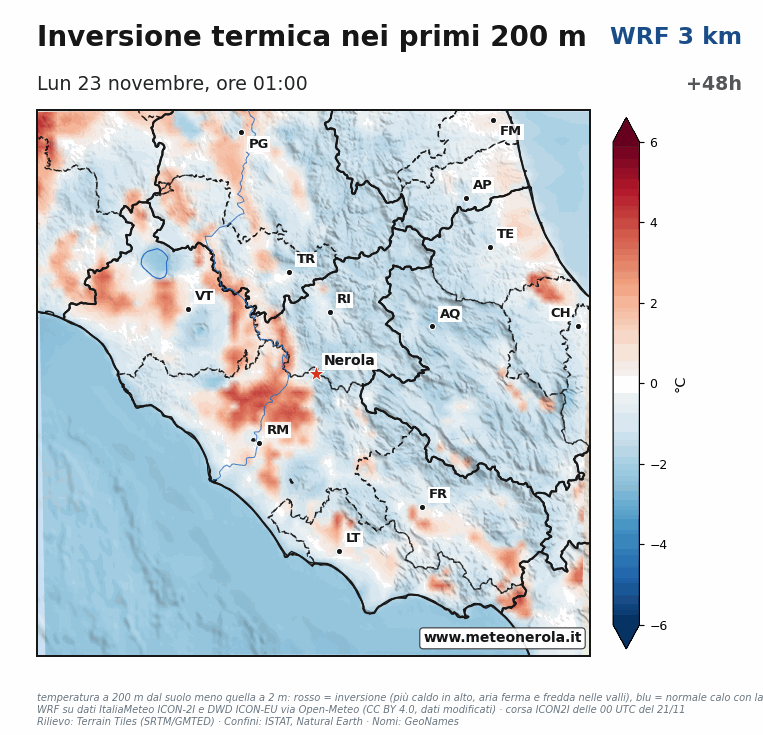 Inversione termica nei primi 200 m WRF 3 km
Lun 23 novembre, ore 01:00 +48h
FM
PG
AP
TE
TR
VT
RI
AQ
CH
Nerola
RM
FR
LT
www.meteonerola.it
6
4
2
0
−2
−4
−6
°C
temperatura a 200 m dal suolo meno quella a 2 m: rosso = inversione (più caldo in alto, aria ferma e fredda nelle valli), blu = normale calo con la
WRF su dati ItaliaMeteo ICON-2I e DWD ICON-EU via Open-Meteo (CC BY 4.0, dati modificati) · corsa ICON2I delle 00 UTC del 21/11
Rilievo: Terrain Tiles (SRTM/GMTED) · Confini: ISTAT, Natural Earth · Nomi: GeoNames